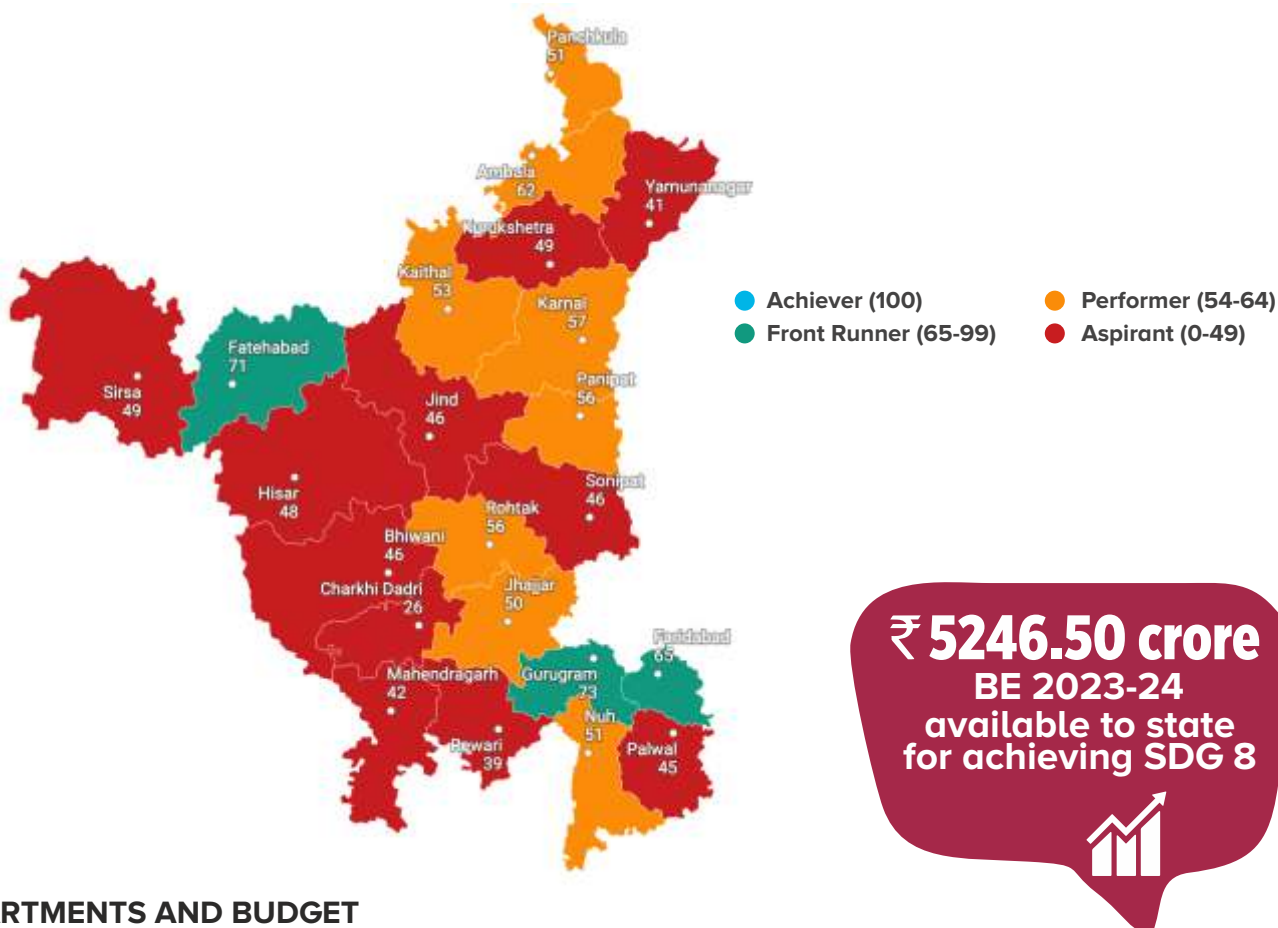 Panchkula
51
Ambala
62
Yamunanagar
41
Kurukshetra
49
Kaithal
53
Karnal
57
Achiever (100)
Performer (54-64)
Front Runner (65-99)
Aspirant (0-49)
Fatehabad
71
Sirsa
49
Jind
46
Panipat
56
Hisar
48
Sonipat
46
Rohtak
56
Bhiwani
46
Charkhi Dadri
26
Jhajjar
50
Faridabad
65
Mahendragarh
42
Gurugram
73
Nuh
51
Rewari
39
Palwal
45
₹ 5246.50 crore
BE 2023-24
available to state
for achieving SDG 8
ARTMENTS AND BUDGET